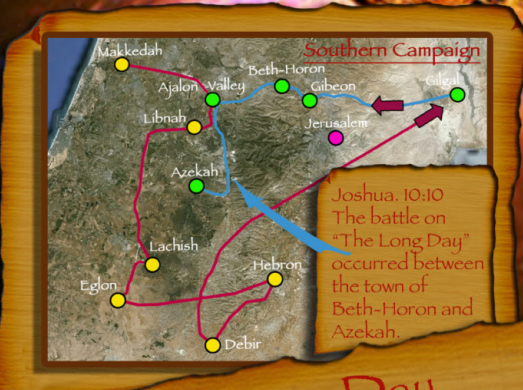 Southern Campaign
Makkedah
Beth-Horon
Ajalon Valley
Gibeon
Gilgal
Libnah
Jerusalem
Azekah
Lachish
Hebron
Eglon
Debir
Joshua. 10:10
The battle on
“The Long Day”
occurred between
the town of
Beth-Horon and
Azekah.